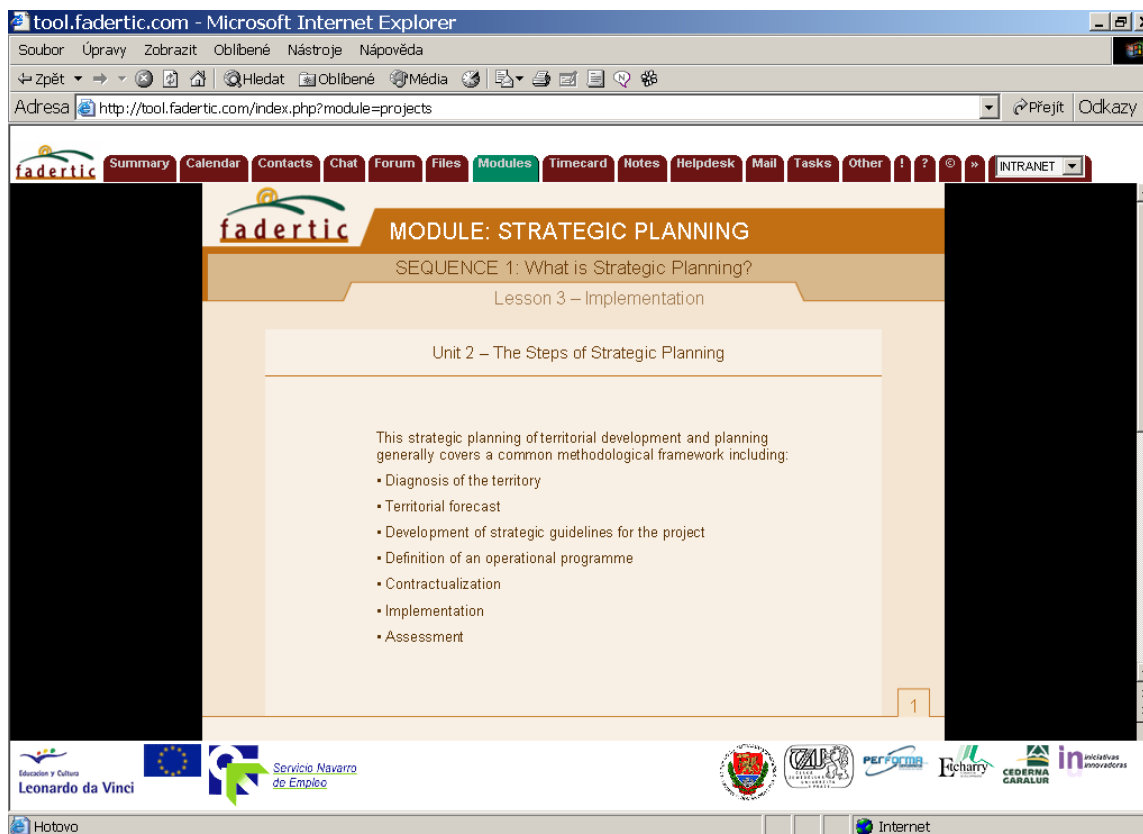 tool.fadertic.com - Microsoft Internet Explorer
Soubor Úpravy Zobrazit Oblíbené Nástroje Nápověda
Zpět Hledat Oblíbené Média
Adresa http://tool.fadertic.com/index.php?module=projects Přejít Odkazy
fadertic Summary Calendar Contacts Chat Forum Files Modules Timecard Notes Helpdesk Mail Tasks Other ! ? © » INTRANET
fadertic MODULE: STRATEGIC PLANNING
SEQUENCE 1: What is Strategic Planning?
Lesson 3 – Implementation
Unit 2 – The Steps of Strategic Planning
This strategic planning of territorial development and planning
generally covers a common methodological framework including:
▪ Diagnosis of the territory
▪ Territorial forecast
▪ Development of strategic guidelines for the project
▪ Definition of an operational programme
▪ Contractualization
▪ Implementation
▪ Assessment
1
Educacion y Cultura
Leonardo da Vinci
Servicio Navarro
de Empleo
PERFORMA
Etcharry
CEDERNA
GARALUR
in iniciativas
innovadoras
Hotovo Internet